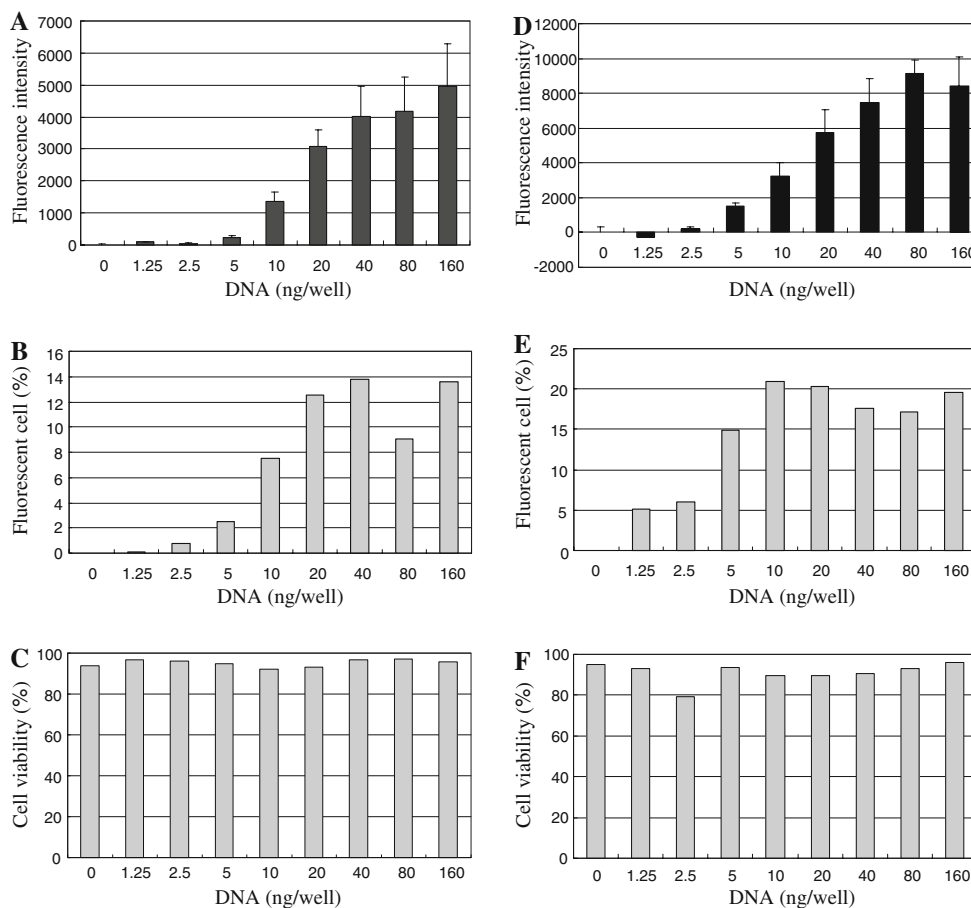 A
Fluorescence intensity
7000
6000
5000
4000
3000
2000
1000
0
0 1.25 2.5 5 10 20 40 80 160
DNA (ng/well)
B
Fluorescent cell (%)
16
14
12
10
8
6
4
2
0
0 1.25 2.5 5 10 20 40 80 160
DNA (ng/well)
C
Cell viability (%)
100
80
60
40
20
0
0 1.25 2.5 5 10 20 40 80 160
DNA (ng/well)
D
Fluorescence intensity
12000
10000
8000
6000
4000
2000
0
-2000
0 1.25 2.5 5 10 20 40 80 160
DNA (ng/well)
E
Fluorescent cell (%)
25
20
15
10
5
0
0 1.25 2.5 5 10 20 40 80 160
DNA (ng/well)
F
Cell viability (%)
100
80
60
40
20
0
0 1.25 2.5 5 10 20 40 80 160
DNA (ng/well)